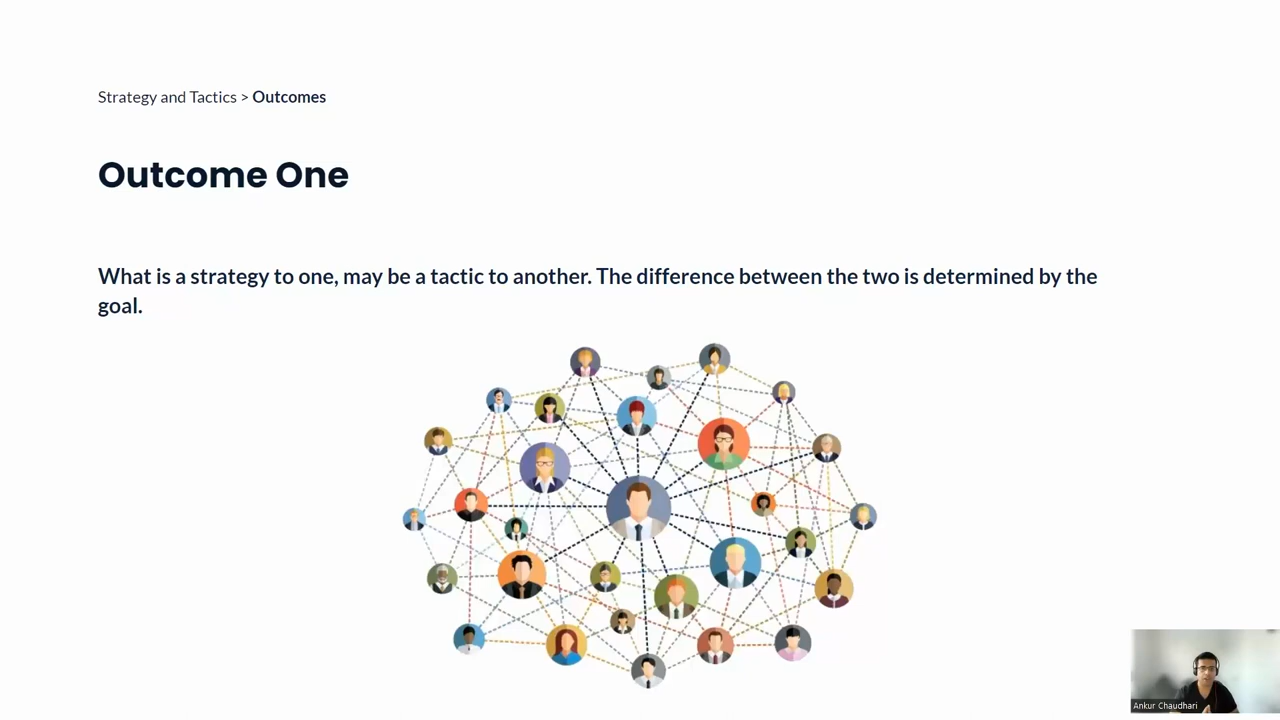 Strategy and Tactics > Outcomes
Outcome One
What is a strategy to one, may be a tactic to another. The difference between the two is determined by the
goal.
Ankur Chaudhari